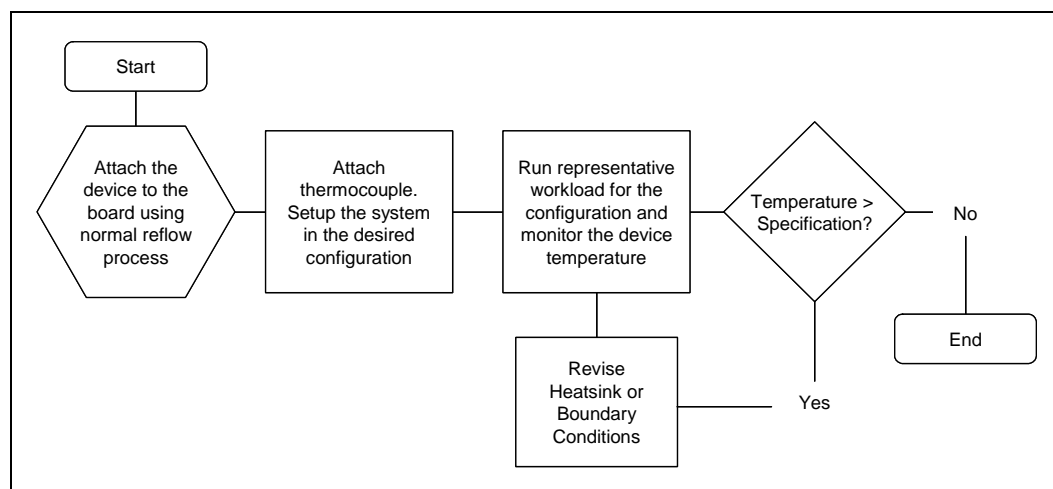 Start
Attach the
device to the
board using
normal reflow
process
Attach
thermocouple.
Setup the system
in the desired
configuration
Run representative
workload for the
configuration and
monitor the device
temperature
Temperature >
Specification?
No
End
Revise
Heatsink or
Boundary
Conditions
Yes